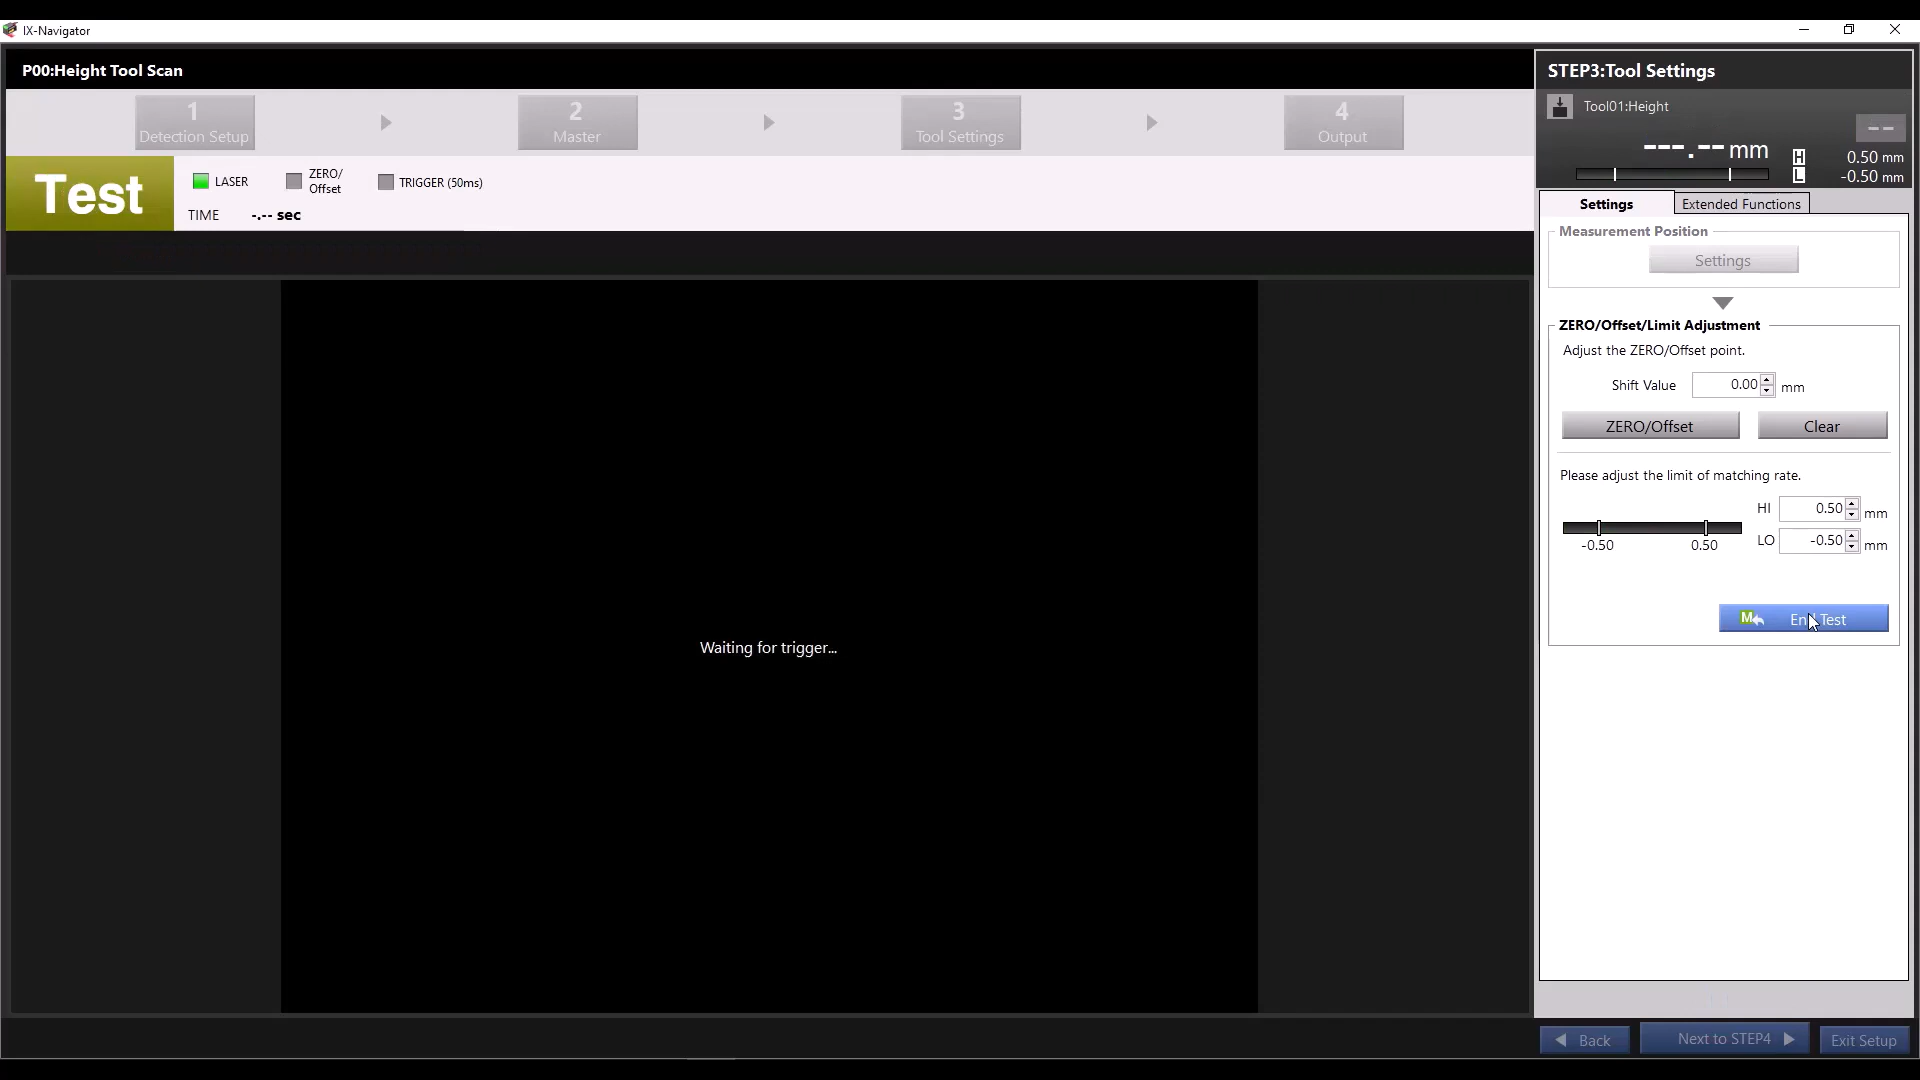 IX-Navigator
P00:Height Tool Scan
1
Detection Setup
2
Master
3
Tool Settings
4
Output
Test
LASER
ZERO/
Offset
TRIGGER (50ms)
TIME -.-- sec
Waiting for trigger...
STEP3:Tool Settings
Tool01:Height
--
---.-- mm
H 0.50 mm
L -0.50 mm
Settings
Extended Functions
Measurement Position
Settings
ZERO/Offset/Limit Adjustment
Adjust the ZERO/Offset point.
Shift Value 0.00 mm
ZERO/Offset
Clear
Please adjust the limit of matching rate.
HI 0.50 mm
-0.50 0.50
LO -0.50 mm
M End Test
Back
Next to STEP4
Exit Setup